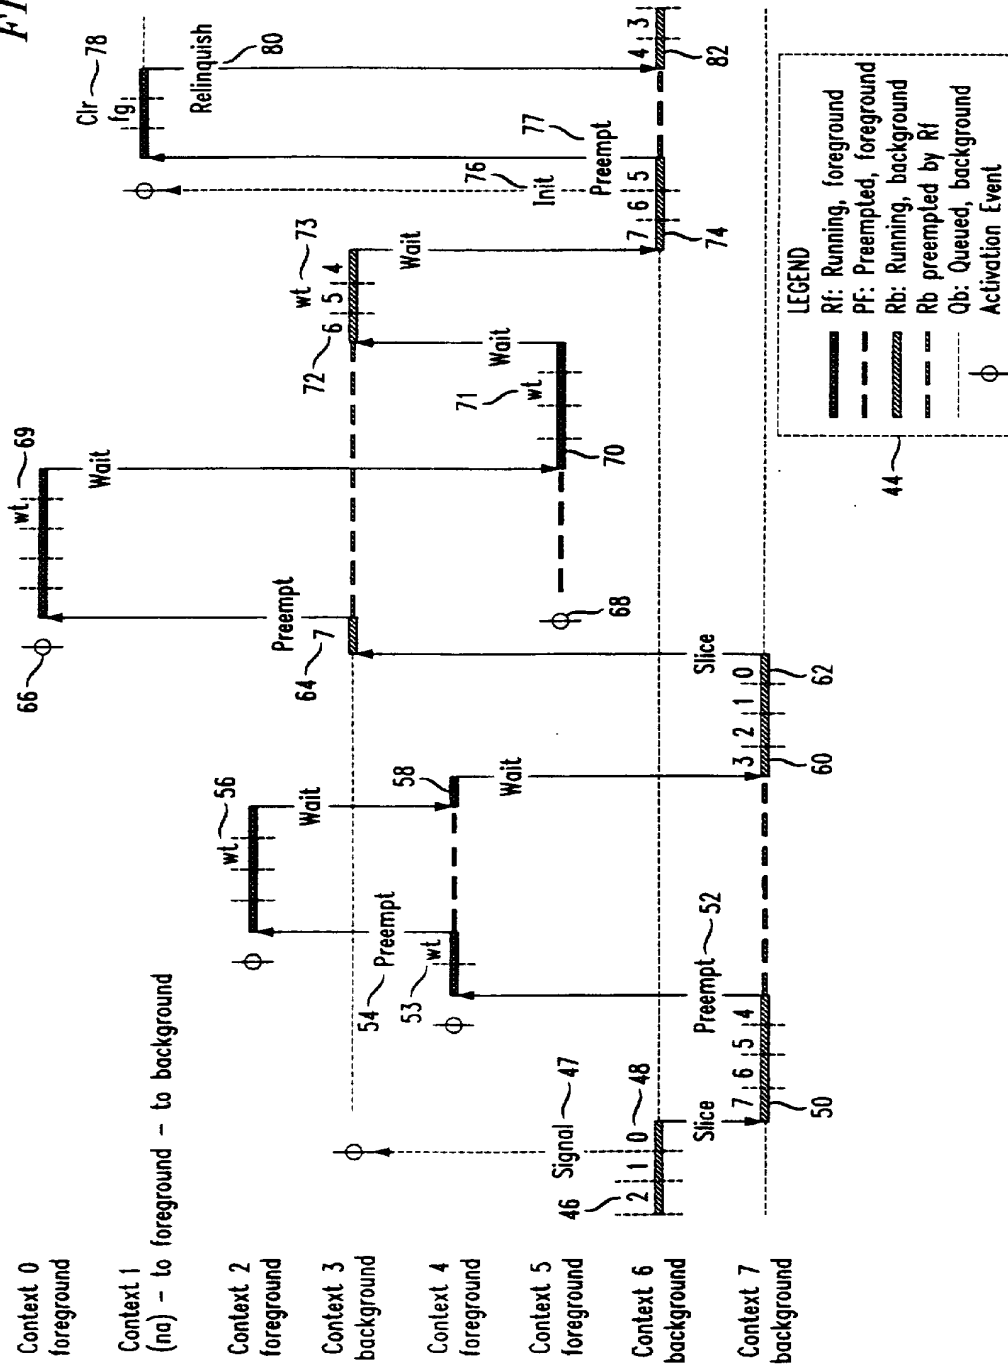 FI
Context 0
foreground
Context 1
(na) – to foreground – to background
Context 2
foreground
Context 3
background
Context 4
foreground
Context 5
foreground
Context 6
background
Context 7
background
66
wt
69
Wait
Preempt
Clr
78
fg
Relinquish
80
wt
56
Wait
54
Preempt
64
7
72
6
5
4
wt
73
Wait
53
wt
58
Wait
68
70
71
wt
Wait
76
Init
77
Preempt
46
2
1
0
48
Signal
47
Slice
7
6
5
74
4
3
82
50
7
6
5
4
Preempt
52
3
2
1
0
60
62
Slice
44
LEGEND
Rf: Running, foreground
PF: Preempted, foreground
Rb: Running, background
Rb preempted by Rf
Qb: Queued, background
Activation Event